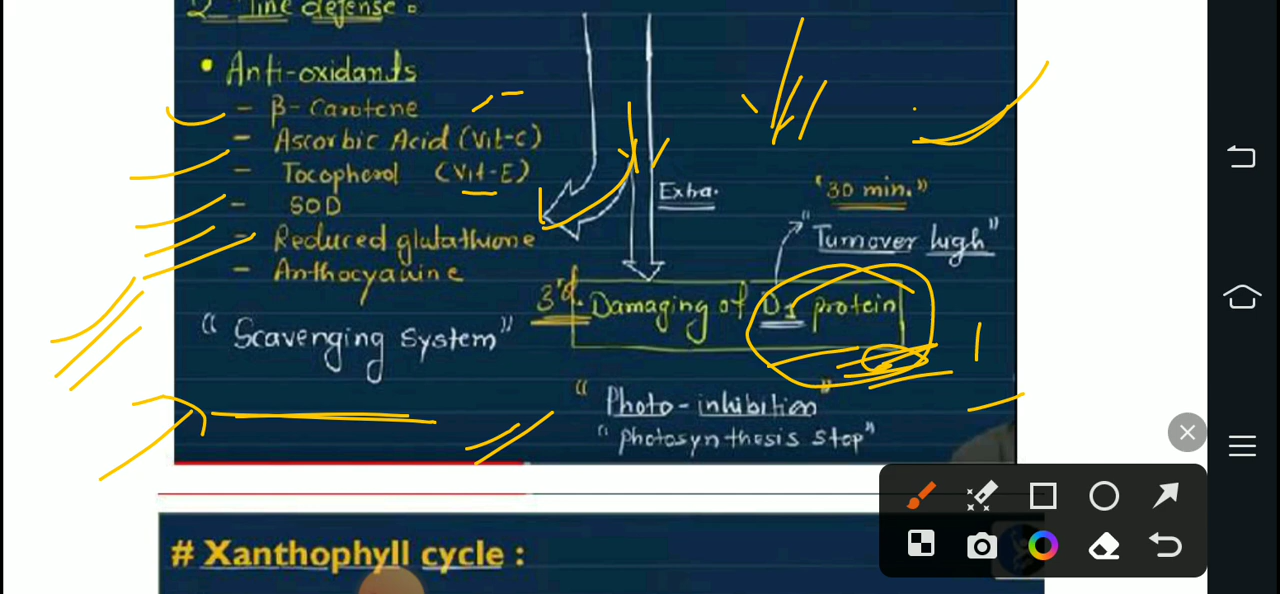 2 line defense :
• Anti-oxidants
- β-Carotene
- Ascorbic Acid (Vit-C)
- Tocopherol (Vit-E)
- SOD
- Reduced glutathione
- Anthocyanine
"Scavenging system"
Extra.
"30 min."
"Turnover high"
3rd. Damaging of D1 protein
"Photo-inhibition"
"photosynthesis stop"
# Xanthophyll cycle :